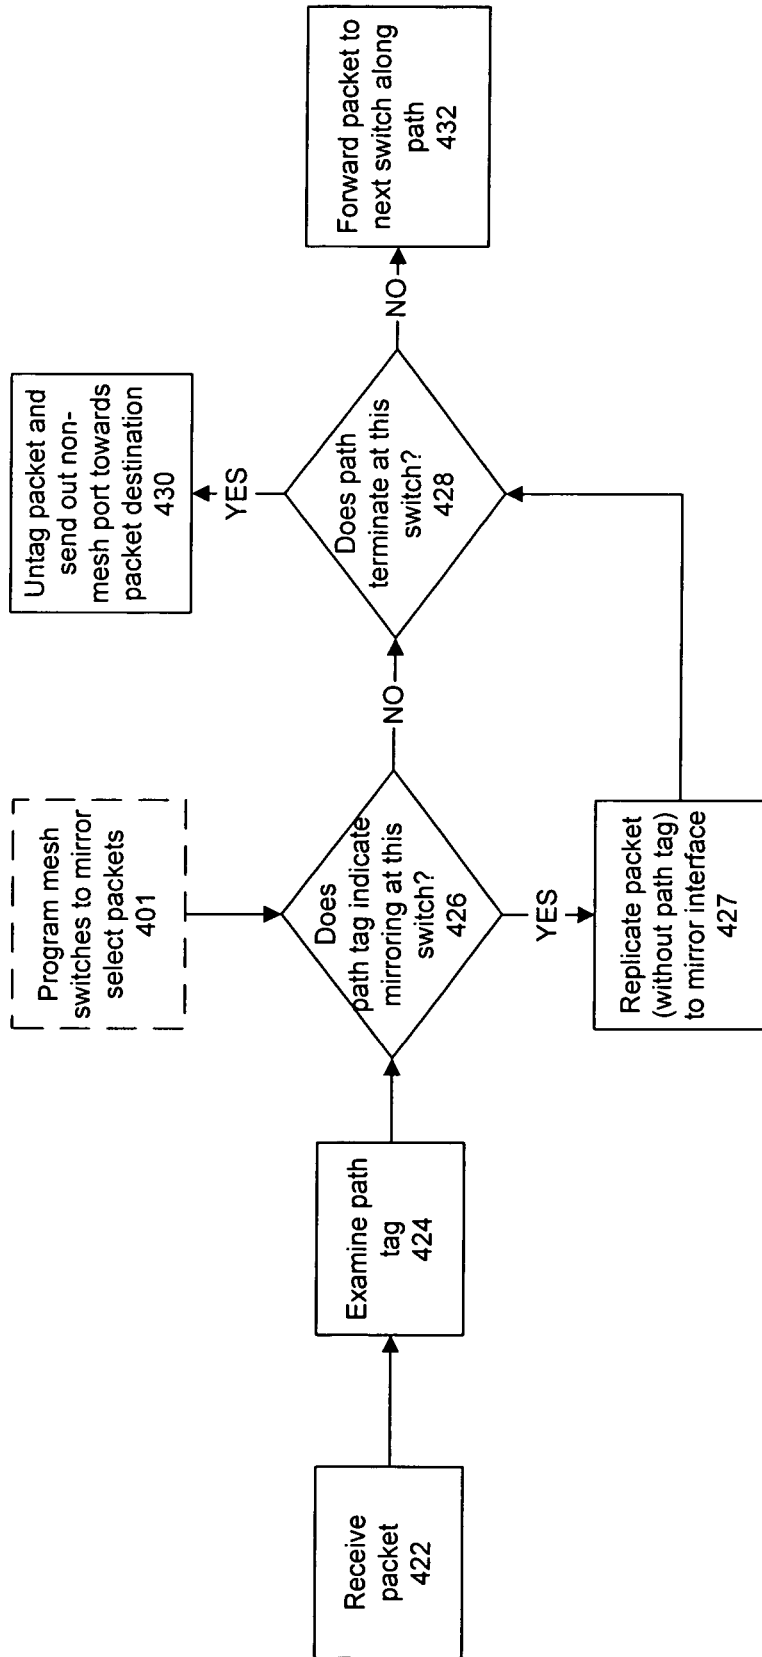 Receive
packet
422
Examine path
tag
424
Program mesh
switches to mirror
select packets
401
Does
path tag indicate
mirroring at this
switch?
426
YES
Replicate packet
(without path tag)
to mirror interface
427
NO
Does path
terminate at this
switch?
428
YES
Untag packet and
send out non-
mesh port towards
packet destination
430
NO
Forward packet to
next switch along
path
432